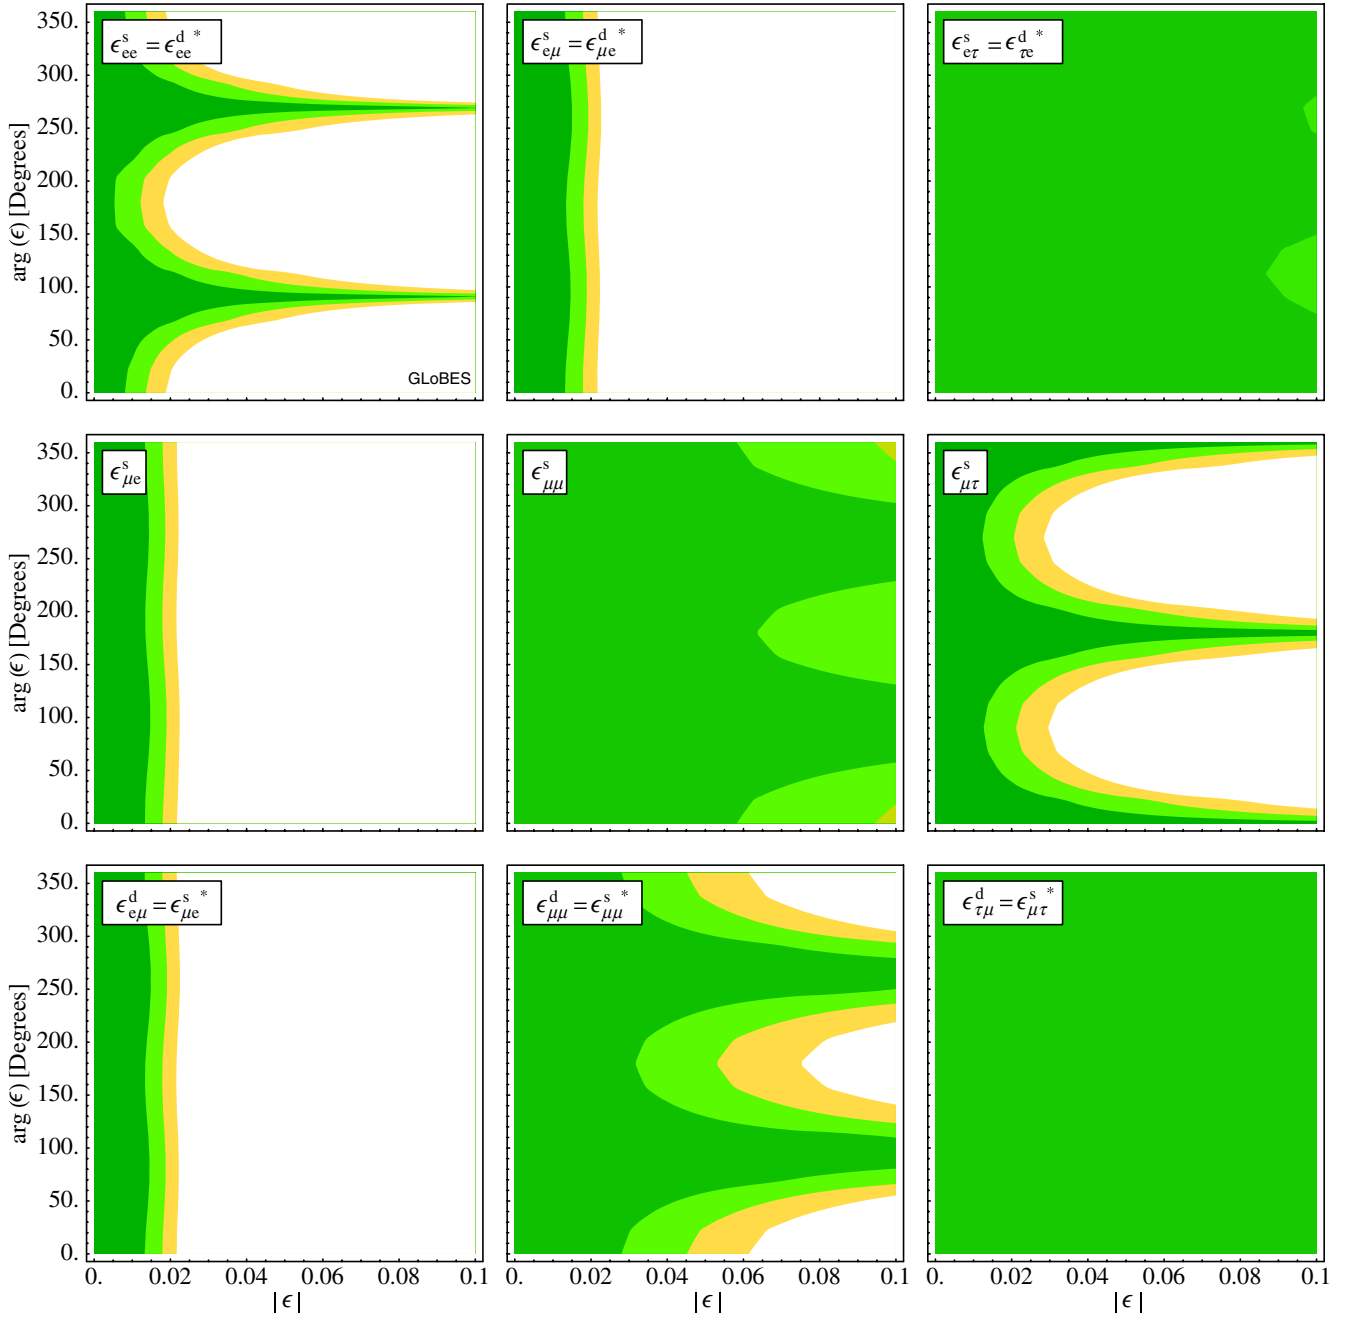 350.
300.
250.
200.
150.
100.
50.
0.
arg (ϵ) [Degrees]
ϵ^s_ee = ϵ^d_ee *
GLoBES
ϵ^s_eμ = ϵ^d_μe *
ϵ^s_eτ = ϵ^d_τe *
350.
300.
250.
200.
150.
100.
50.
0.
arg (ϵ) [Degrees]
ϵ^s_μe
ϵ^s_μμ
ϵ^s_μτ
350.
300.
250.
200.
150.
100.
50.
0.
arg (ϵ) [Degrees]
ϵ^d_eμ = ϵ^s_μe *
ϵ^d_μμ = ϵ^s_μμ *
ϵ^d_τμ = ϵ^s_μτ *
0. 0.02 0.04 0.06 0.08 0.1
|ϵ|
0. 0.02 0.04 0.06 0.08 0.1
|ϵ|
0. 0.02 0.04 0.06 0.08 0.1
|ϵ|